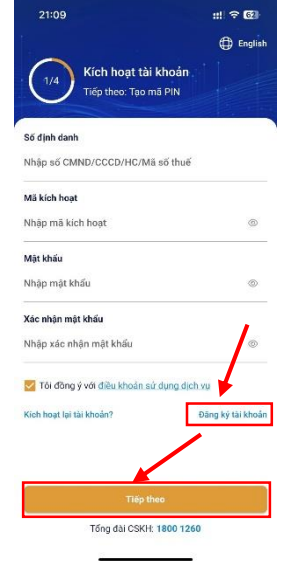 21:09
62
English
1/4
Kích hoạt tài khoản
Tiếp theo: Tạo mã PIN
Số định danh
Nhập số CMND/CCCD/HC/Mã số thuế
Mã kích hoạt
Nhập mã kích hoạt
Mật khẩu
Nhập mật khẩu
Xác nhận mật khẩu
Nhập xác nhận mật khẩu
Tôi đồng ý với điều khoản sử dụng dịch vụ
Kích hoạt lại tài khoản?
Đăng ký tài khoản
Tiếp theo
Tổng đài CSKH: 1800 1260